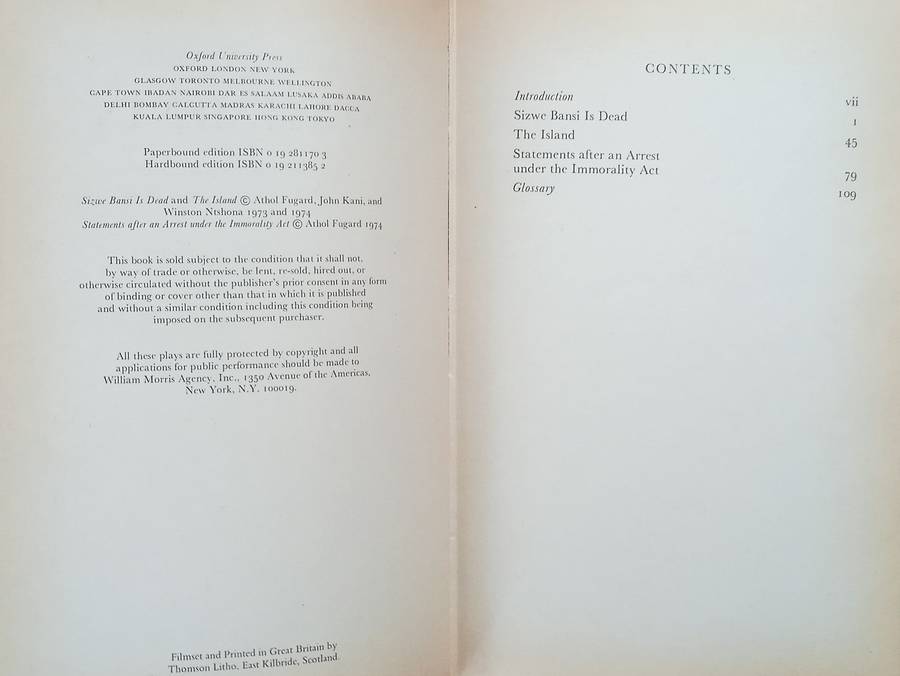 Oxford University Press
OXFORD LONDON NEW YORK
GLASGOW TORONTO MELBOURNE WELLINGTON
CAPE TOWN IBADAN NAIROBI DAR ES SALAAM LUSAKA ADDIS ABABA
DELHI BOMBAY CALCUTTA MADRAS KARACHI LAHORE DACCA
KUALA LUMPUR SINGAPORE HONG KONG TOKYO
Paperbound edition ISBN 0 19 281170 3
Hardbound edition ISBN 0 19 211385 2
Sizwe Bansi Is Dead and The Island © Athol Fugard, John Kani, and
Winston Ntshona 1973 and 1974
Statements after an Arrest under the Immorality Act © Athol Fugard 1974
This book is sold subject to the condition that it shall not,
by way of trade or otherwise, be lent, re-sold, hired out, or
otherwise circulated without the publisher's prior consent in any form
of binding or cover other than that in which it is published
and without a similar condition including this condition being
imposed on the subsequent purchaser.
All these plays are fully protected by copyright and all
applications for public performance should be made to
William Morris Agency, Inc., 1350 Avenue of the Americas,
New York, N.Y. 100019.
Filmset and Printed in Great Britain by
Thomson Litho, East Kilbride, Scotland.
CONTENTS
Introduction vii
Sizwe Bansi Is Dead 1
The Island 45
Statements after an Arrest
under the Immorality Act 79
Glossary 109